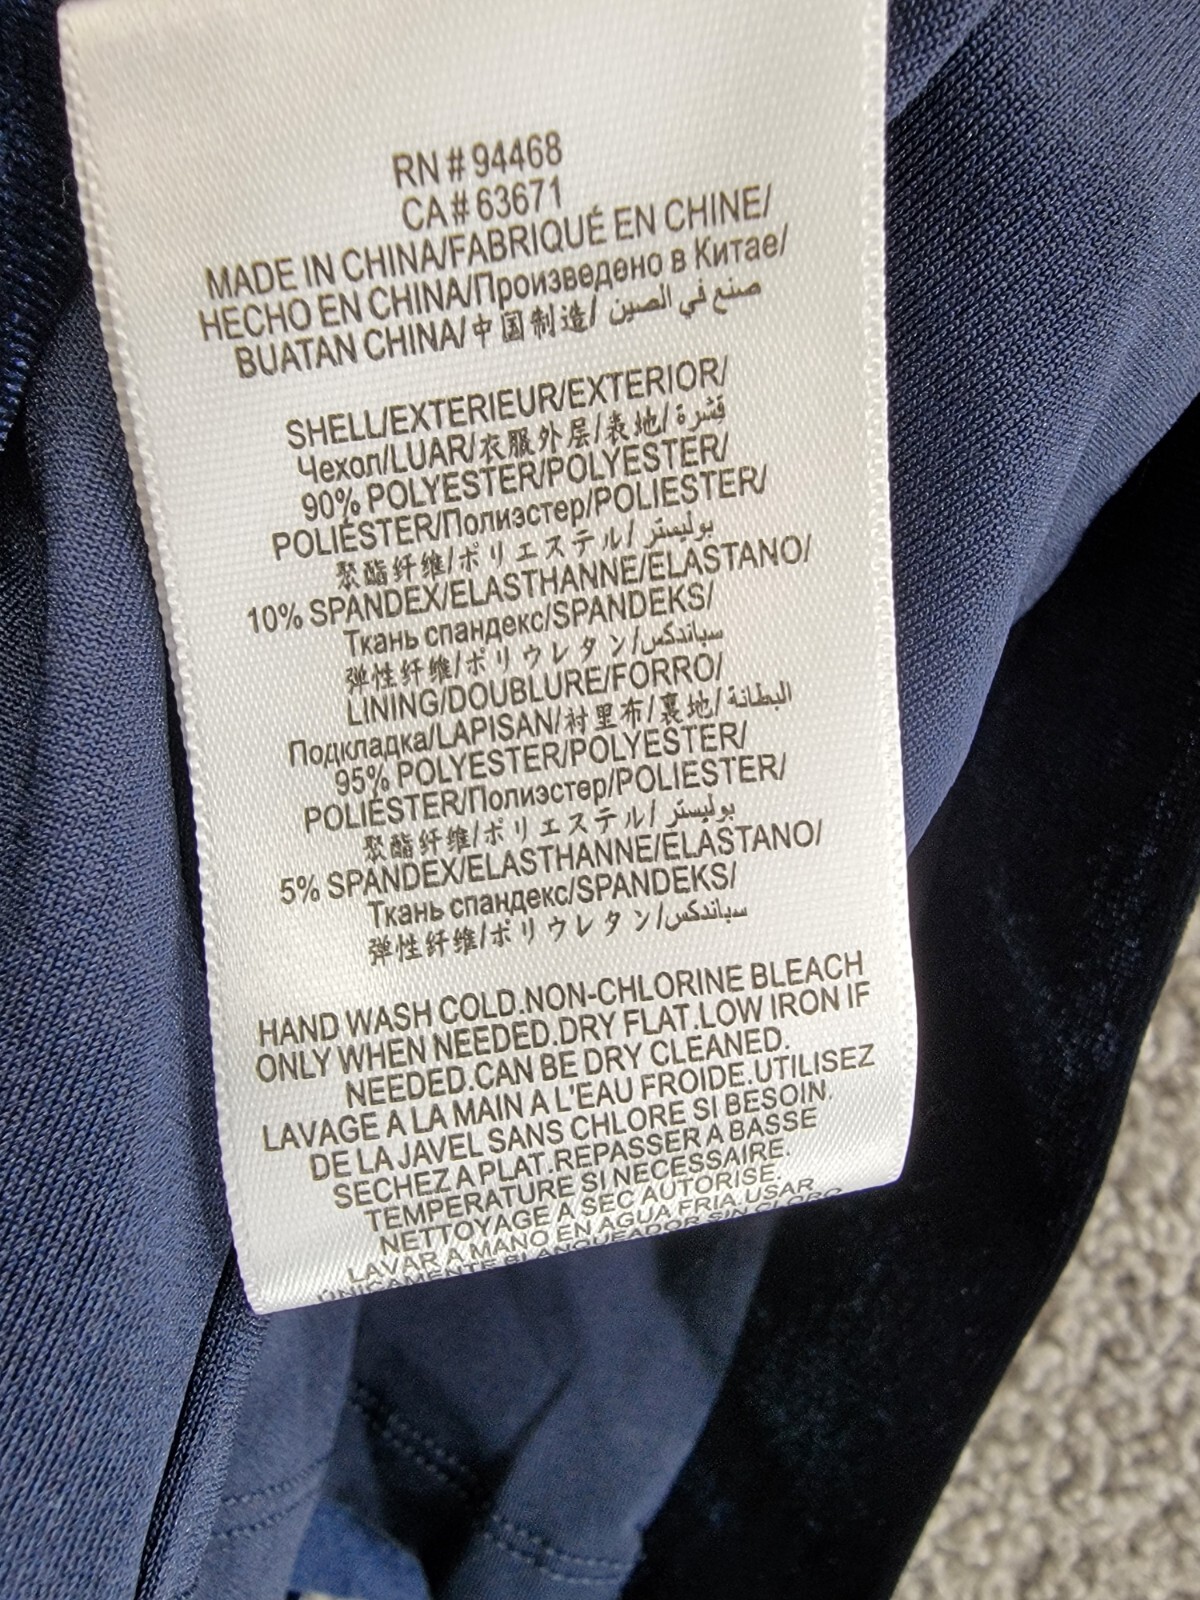 RN # 94468
CA # 63671
MADE IN CHINA/FABRIQUÉ EN CHINE/
HECHO EN CHINA/Произведено в Китае/
BUATAN CHINA/中国制造/ صنع في الصين
SHELL/EXTERIEUR/EXTERIOR/
Чехол/LUAR/衣服外层/表地/قشرة
90% POLYESTER/POLYESTER/
POLIÉSTER/Полиэстер/POLIESTER/
聚酯纤维/ポリエステル/ بوليستر
10% SPANDEX/ELASTHANNE/ELASTANO/
Ткань спандекс/SPANDEKS/
弹性纤维/ポリウレタン/سباندكس
LINING/DOUBLURE/FORRO/
Подкладка/LAPISAN/衬里布/裏地/البطانة
95% POLYESTER/POLYESTER/
POLIÉSTER/Полиэстер/POLIESTER/
聚酯纤维/ポリエステル/ بوليستر
5% SPANDEX/ELASTHANNE/ELASTANO/
Ткань спандекс/SPANDEKS/
弹性纤维/ポリウレタン/سباندكس
HAND WASH COLD.NON-CHLORINE BLEACH
ONLY WHEN NEEDED.DRY FLAT.LOW IRON IF
NEEDED.CAN BE DRY CLEANED.
LAVAGE A LA MAIN A L'EAU FROIDE.UTILISEZ
DE LA JAVEL SANS CHLORE SI BESOIN.
SECHEZ A PLAT.REPASSER A BASSE
TEMPERATURE SI NECESSAIRE.
NETTOYAGE A SEC AUTORISE
LAVAR A MANO EN AGUA FRIA.USAR
ÚNICAMENTE BLANQUEADOR SIN CLORO